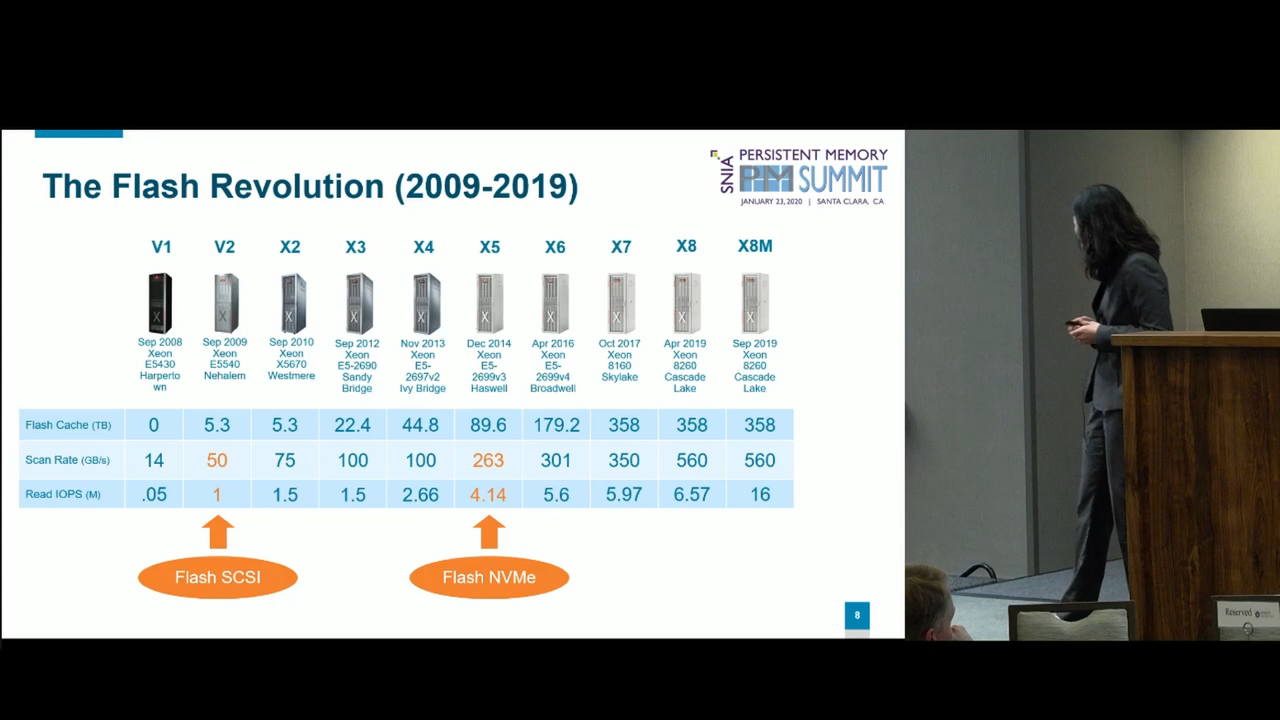 The Flash Revolution (2009-2019)
SNIA
PERSISTENT MEMORY
PM SUMMIT
JANUARY 23, 2020 | SANTA CLARA, CA
V1 V2 X2 X3 X4 X5 X6 X7 X8 X8M
X X X X X X X X X X
Sep 2008
Xeon
E5430
Harperto
wn
Sep 2009
Xeon
E5540
Nehalem
Sep 2010
Xeon
X5670
Westmere
Sep 2012
Xeon
E5-2690
Sandy
Bridge
Nov 2013
Xeon
E5-
2697v2
Ivy Bridge
Dec 2014
Xeon
E5-
2699v3
Haswell
Apr 2016
Xeon
E5-
2699v4
Broadwell
Oct 2017
Xeon
8160
Skylake
Apr 2019
Xeon
8260
Cascade
Lake
Sep 2019
Xeon
8260
Cascade
Lake
Flash Cache (TB) 0 5.3 5.3 22.4 44.8 89.6 179.2 358 358 358
Scan Rate (GB/s) 14 50 75 100 100 263 301 350 560 560
Read IOPS (M) .05 1 1.5 1.5 2.66 4.14 5.6 5.97 6.57 16
Flash SCSI
Flash NVMe
8
Reserved